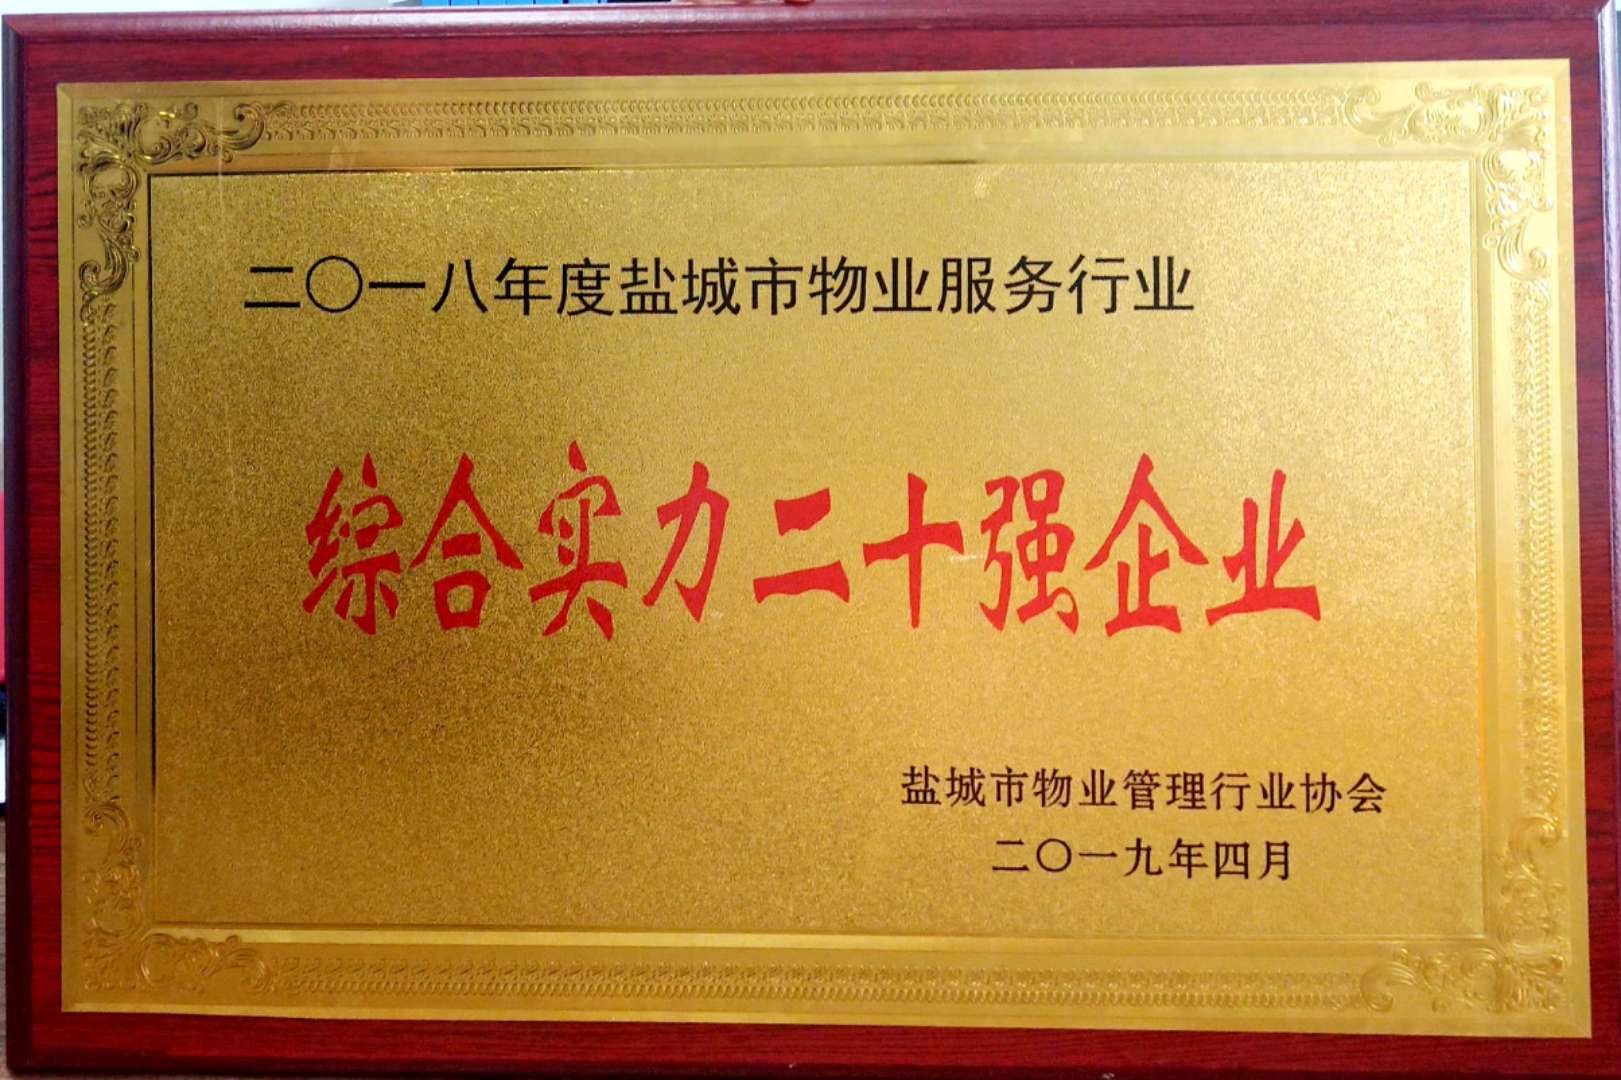 二〇一八年度盐城市物业服务行业
综合实力二十强企业
盐城市物业管理行业协会
二〇一九年四月